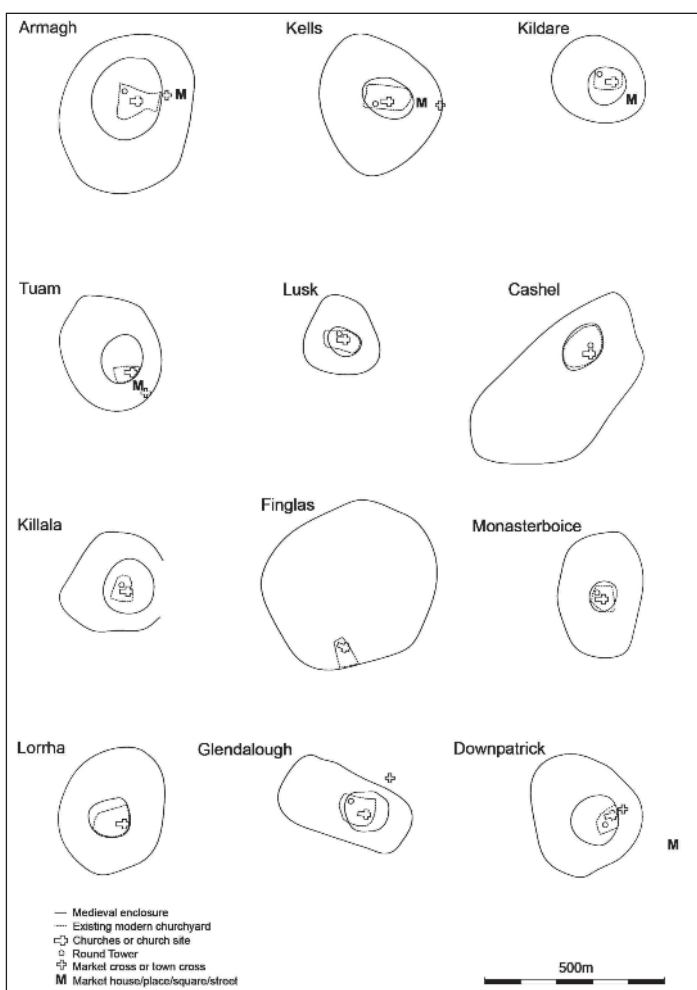 Armagh
Kells
Kildare
M
M
M
Tuam
Lusk
Cashel
M
Killala
Finglas
Monasterboice
Lorrha
Glendalough
Downpatrick
M
Medieval enclosure
Existing modern churchyard
Churches or church site
Round Tower
Market cross or town cross
M Market house/place/square/street
500m